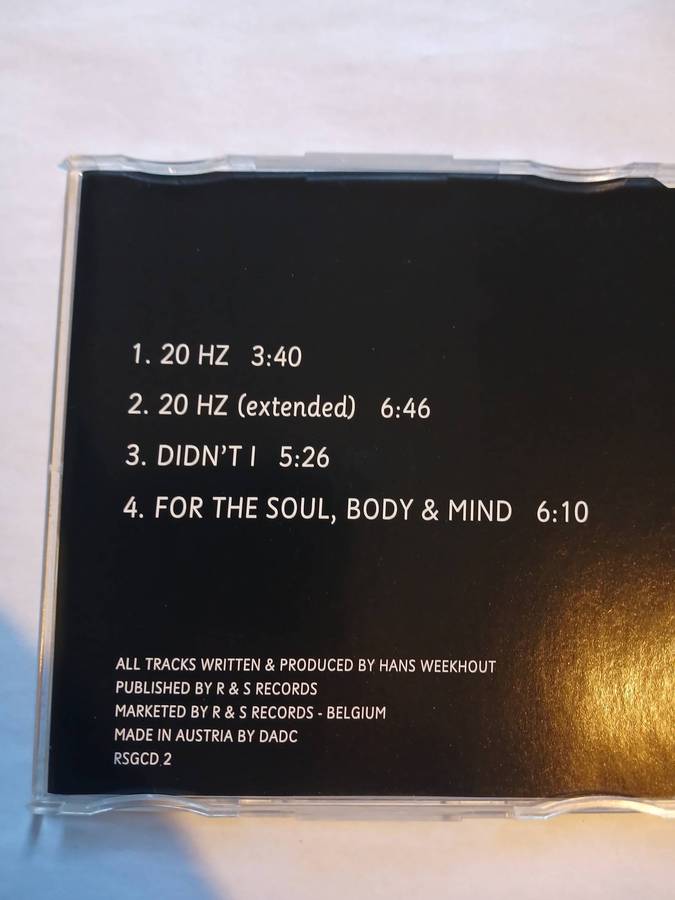 1. 20 HZ 3:40
2. 20 HZ (extended) 6:46
3. DIDN'T I 5:26
4. FOR THE SOUL, BODY & MIND 6:10
ALL TRACKS WRITTEN & PRODUCED BY HANS WEEKHOUT
PUBLISHED BY R & S RECORDS
MARKETED BY R & S RECORDS - BELGIUM
MADE IN AUSTRIA BY DADC
RSGCD 2